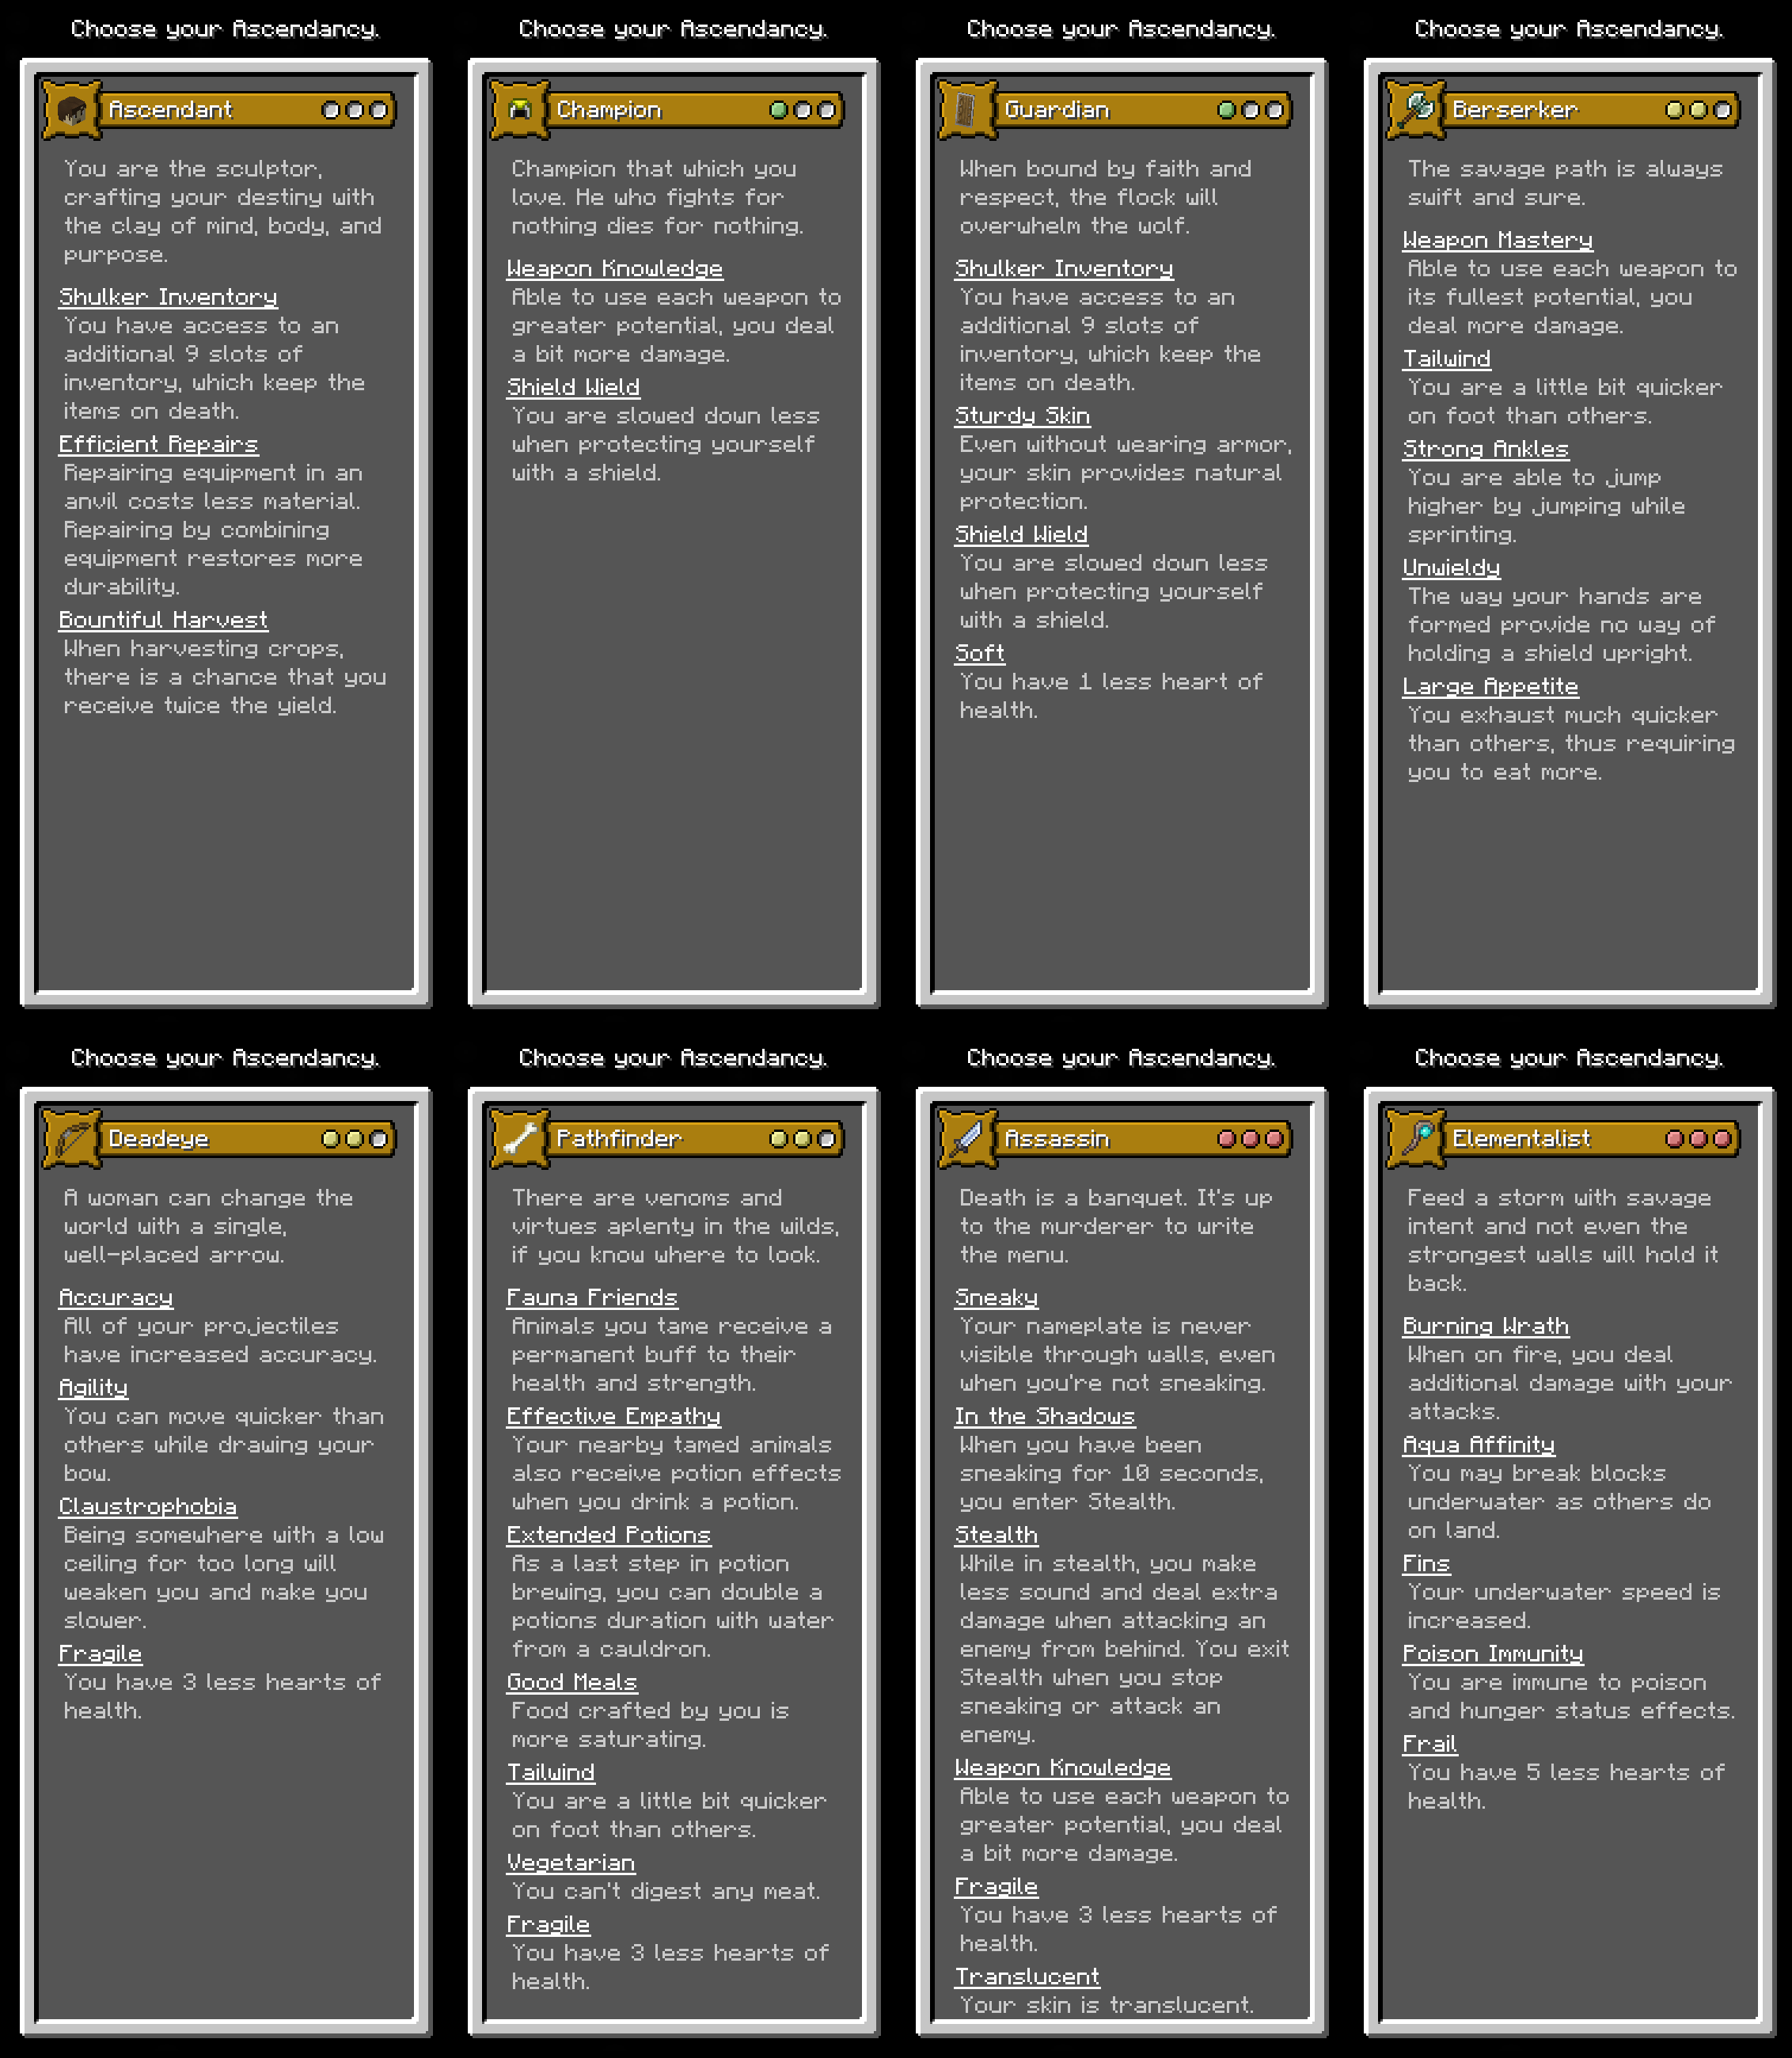 Choose your Ascendancy.
Ascendant
You are the sculptor,
crafting your destiny with
the clay of mind, body, and
purpose.
Shulker Inventory
You have access to an
additional 9 slots of
inventory, which keep the
items on death.
Efficient Repairs
Repairing equipment in an
anvil costs less material.
Repairing by combining
equipment restores more
durability.
Bountiful Harvest
When harvesting crops,
there is a chance that you
receive twice the yield.
Choose your Ascendancy.
Champion
Champion that which you
love. He who fights for
nothing dies for nothing.
Weapon Knowledge
Able to use each weapon to
greater potential, you deal
a bit more damage.
Shield Wield
You are slowed down less
when protecting yourself
with a shield.
Choose your Ascendancy.
Guardian
When bound by faith and
respect, the flock will
overwhelm the wolf.
Shulker Inventory
You have access to an
additional 9 slots of
inventory, which keep the
items on death.
Sturdy Skin
Even without wearing armor,
your skin provides natural
protection.
Shield Wield
You are slowed down less
when protecting yourself
with a shield.
Soft
You have 1 less heart of
health.
Choose your Ascendancy.
Berserker
The savage path is always
swift and sure.
Weapon Mastery
Able to use each weapon to
its fullest potential, you
deal more damage.
Tailwind
You are a little bit quicker
on foot than others.
Strong Ankles
You are able to jump
higher by jumping while
sprinting.
Unwieldy
The way your hands are
formed provide no way of
holding a shield upright.
Large Appetite
You exhaust much quicker
than others, thus requiring
you to eat more.
Choose your Ascendancy.
Deadeye
A woman can change the
world with a single,
well-placed arrow.
Accuracy
All of your projectiles
have increased accuracy.
Agility
You can move quicker than
others while drawing your
bow.
Claustrophobia
Being somewhere with a low
ceiling for too long will
weaken you and make you
slower.
Fragile
You have 3 less hearts of
health.
Choose your Ascendancy.
Pathfinder
There are venoms and
virtues aplenty in the wilds,
if you know where to look.
Fauna Friends
Animals you tame receive a
permanent buff to their
health and strength.
Effective Empathy
Your nearby tamed animals
also receive potion effects
when you drink a potion.
Extended Potions
As a last step in potion
brewing, you can double a
potions duration with water
from a cauldron.
Good Meals
Food crafted by you is
more saturating.
Tailwind
You are a little bit quicker
on foot than others.
Vegetarian
You can't digest any meat.
Fragile
You have 3 less hearts of
health.
Choose your Ascendancy.
Assassin
Death is a banquet. It's up
to the murderer to write
the menu.
Sneaky
Your nameplate is never
visible through walls, even
when you're not sneaking.
In the Shadows
When you have been
sneaking for 10 seconds,
you enter Stealth.
Stealth
While in stealth, you make
less sound and deal extra
damage when attacking an
enemy from behind. You exit
Stealth when you stop
sneaking or attack an
enemy.
Weapon Knowledge
Able to use each weapon to
greater potential, you deal
a bit more damage.
Fragile
You have 3 less hearts of
health.
Translucent
Your skin is translucent.
Choose your Ascendancy.
Elementalist
Feed a storm with savage
intent and not even the
strongest walls will hold it
back.
Burning Wrath
When on fire, you deal
additional damage with your
attacks.
Aqua Affinity
You may break blocks
underwater as others do
on land.
Fins
Your underwater speed is
increased.
Poison Immunity
You are immune to poison
and hunger status effects.
Frail
You have 5 less hearts of
health.